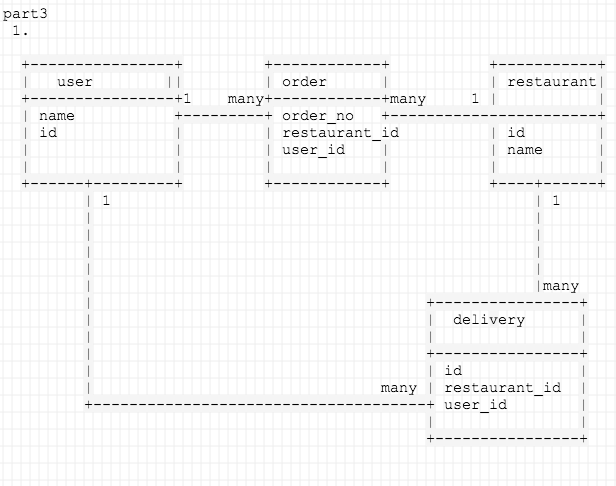 part3
1.
user order restaurant
1 many many 1
name order_no
id restaurant_id id
user_id name
1 1
many
delivery
id
many restaurant_id
user_id